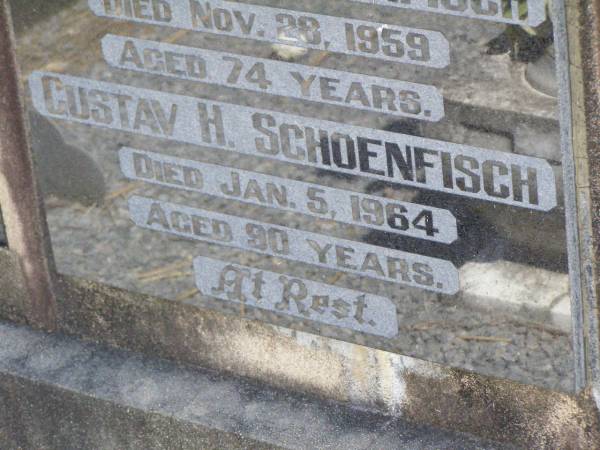 DIED NOV. 28, 1959
AGED 74 YEARS.
GUSTAV H. SCHOENFISCH
DIED JAN. 5, 1964
AGED 90 YEARS.
At Rest.